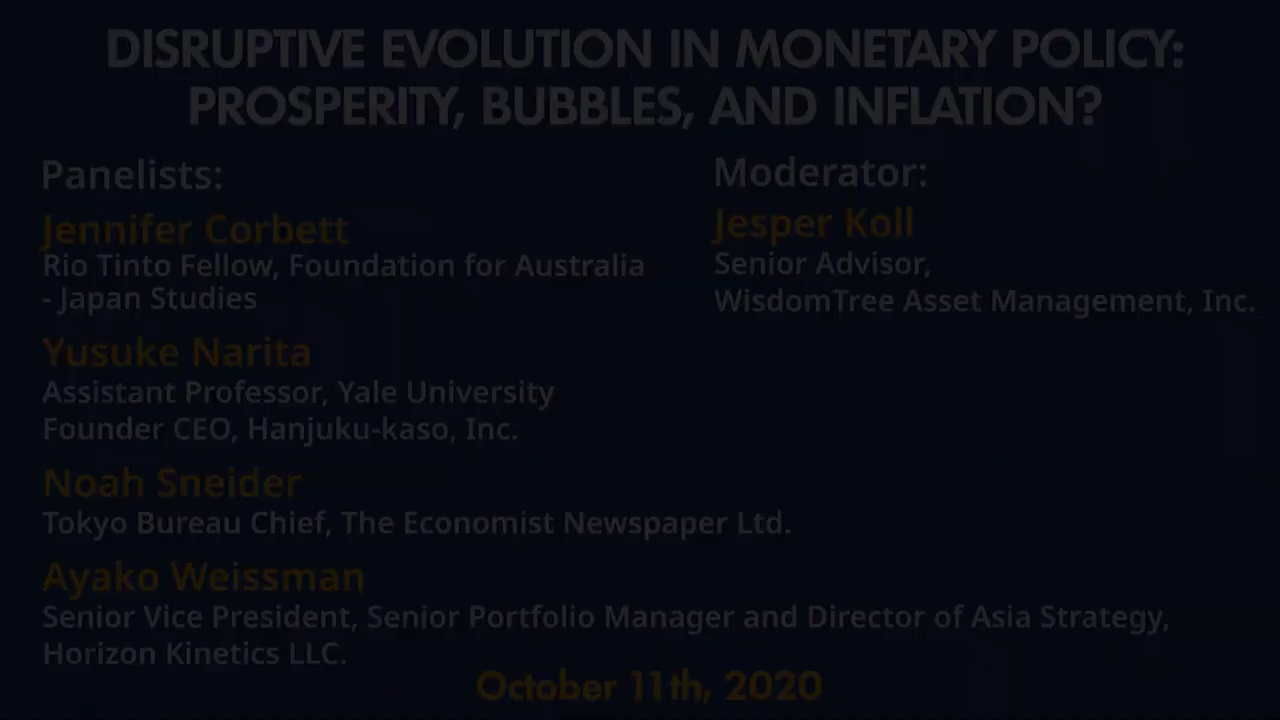 DISRUPTIVE EVOLUTION IN MONETARY POLICY:
PROSPERITY, BUBBLES, AND INFLATION?
Panelists:
Jennifer Corbett
Rio Tinto Fellow, Foundation for Australia
- Japan Studies
Yusuke Narita
Assistant Professor, Yale University
Founder CEO, Hanjuku-kaso, Inc.
Noah Sneider
Tokyo Bureau Chief, The Economist Newspaper Ltd.
Ayako Weissman
Senior Vice President, Senior Portfolio Manager and Director of Asia Strategy,
Horizon Kinetics LLC.
Moderator:
Jesper Koll
Senior Advisor,
WisdomTree Asset Management, Inc.
October 11th, 2020